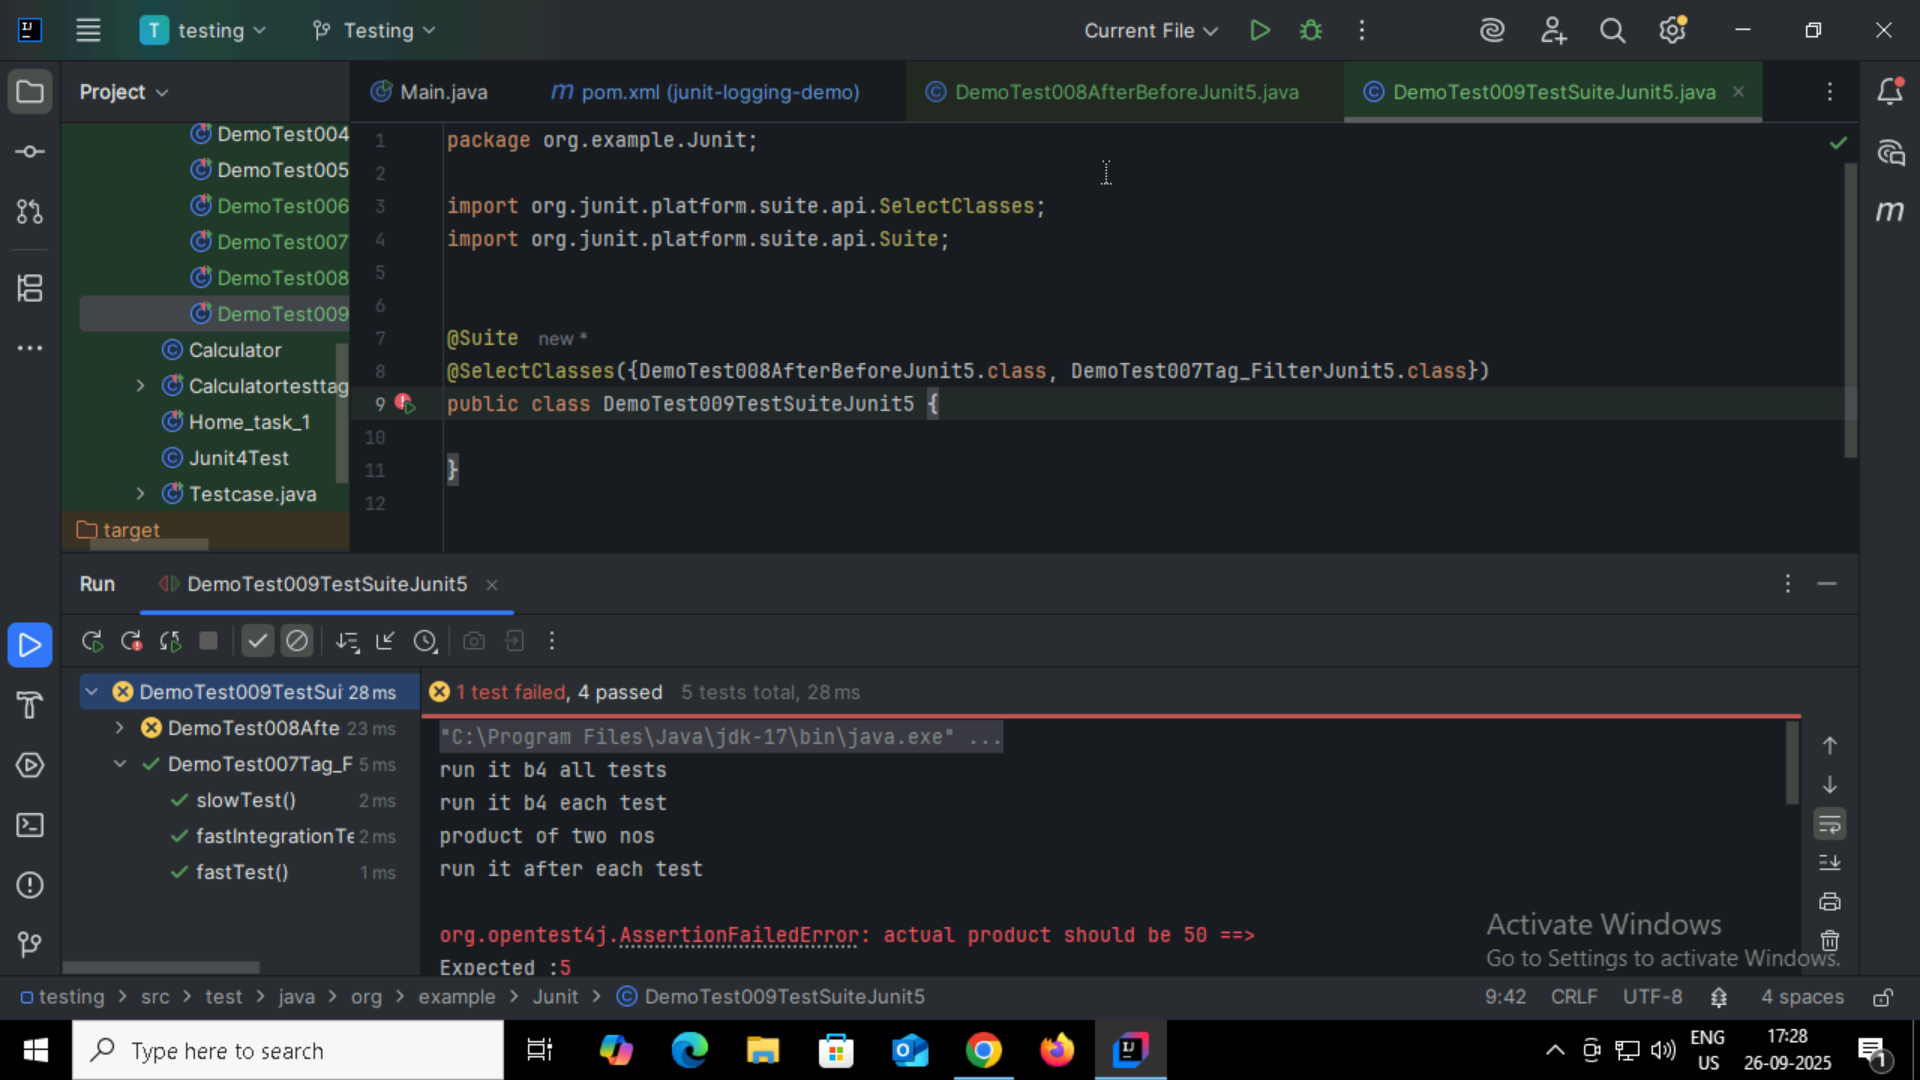 T testing
Testing
Current File
Project
Main.java
m pom.xml (junit-logging-demo)
DemoTest008AfterBeforeJunit5.java
DemoTest009TestSuiteJunit5.java
DemoTest004
DemoTest005
DemoTest006
DemoTest007
DemoTest008
DemoTest009
Calculator
Calculatortesttag
Home_task_1
Junit4Test
Testcase.java
target
1 package org.example.Junit;
2
3 import org.junit.platform.suite.api.SelectClasses;
4 import org.junit.platform.suite.api.Suite;
5
6
7 @Suite new *
8 @SelectClasses({DemoTest008AfterBeforeJunit5.class, DemoTest007Tag_FilterJunit5.class})
9 public class DemoTest009TestSuiteJunit5 {
10
11 }
12
m
Run
DemoTest009TestSuiteJunit5
DemoTest009TestSui 28 ms
DemoTest008Afte 23 ms
DemoTest007Tag_F 5 ms
slowTest() 2 ms
fastIntegrationTe 2 ms
fastTest() 1 ms
1 test failed, 4 passed 5 tests total, 28 ms
"C:\Program Files\Java\jdk-17\bin\java.exe" ...
run it b4 all tests
run it b4 each test
product of two nos
run it after each test
org.opentest4j.AssertionFailedError: actual product should be 50 ==>
Expected :5
Activate Windows
Go to Settings to activate Windows.
testing > src > test > java > org > example > Junit > DemoTest009TestSuiteJunit5
9:42 CRLF UTF-8 4 spaces
Type here to search
ENG
US
17:28
26-09-2025
1